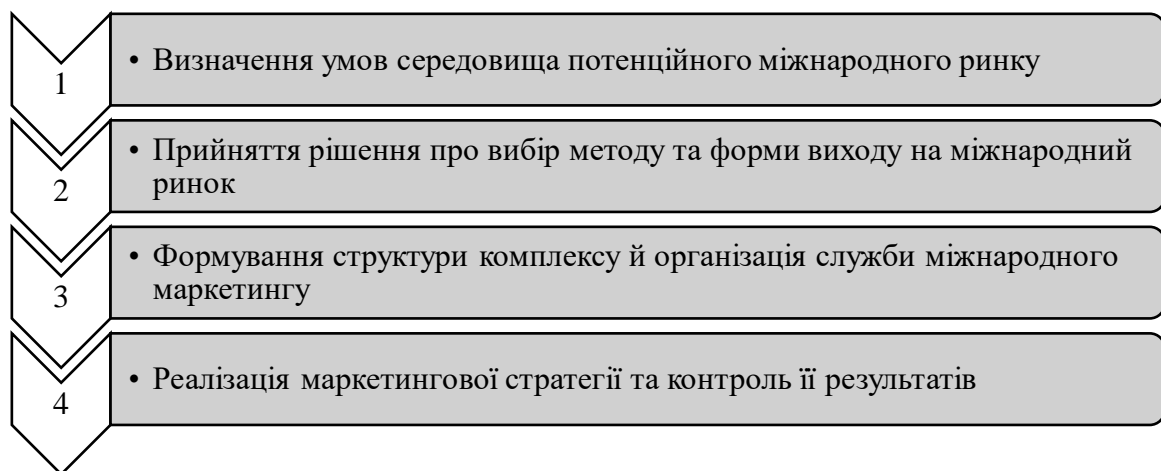 1
• Визначення умов середовища потенційного міжнародного ринку
2
• Прийняття рішення про вибір методу та форми виходу на міжнародний
ринок
3
• Формування структури комплексу й організація служби міжнародного
маркетингу
4
• Реалізація маркетингової стратегії та контроль її результатів